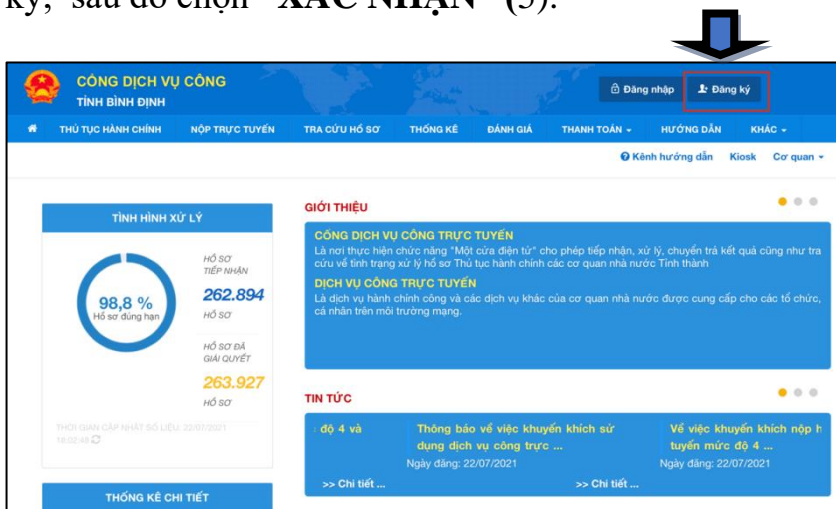 ký," sau đó chọn "XÁC NHẬN" (3).
CỔNG DỊCH VỤ CÔNG
TỈNH BÌNH ĐỊNH
Đăng nhập
Đăng ký
THỦ TỤC HÀNH CHÍNH NỘP TRỰC TUYẾN TRA CỨU HỒ SƠ THỐNG KÊ ĐÁNH GIÁ THANH TOÁN HƯỚNG DẪN KHÁC
Kênh hướng dẫn Kiosk Cơ quan
TÌNH HÌNH XỬ LÝ
98,8 %
Hồ sơ đúng hạn
HỒ SƠ
TIẾP NHẬN
262.894
HỒ SƠ
HỒ SƠ ĐÃ
GIẢI QUYẾT
263.927
HỒ SƠ
THỜI GIAN CẬP NHẬT SỐ LIỆU: 22/07/2021
18:02:48
THỐNG KÊ CHI TIẾT
GIỚI THIỆU
CỔNG DỊCH VỤ CÔNG TRỰC TUYẾN
Là nơi thực hiện chức năng "Một cửa điện tử" cho phép tiếp nhận, xử lý, chuyển trả kết quả cũng như tra
cứu về tình trạng xử lý hồ sơ Thủ tục hành chính các cơ quan nhà nước Tỉnh thành
DỊCH VỤ CÔNG TRỰC TUYẾN
Là dịch vụ hành chính công và các dịch vụ khác của cơ quan nhà nước được cung cấp cho các tổ chức,
cá nhân trên môi trường mạng.
TIN TỨC
độ 4 và
>> Chi tiết ...
Thông báo về việc khuyến khích sử
dụng dịch vụ công trực ...
Ngày đăng: 22/07/2021
>> Chi tiết ...
Về việc khuyến khích nộp h
tuyến mức độ 4 ...
Ngày đăng: 22/07/2021